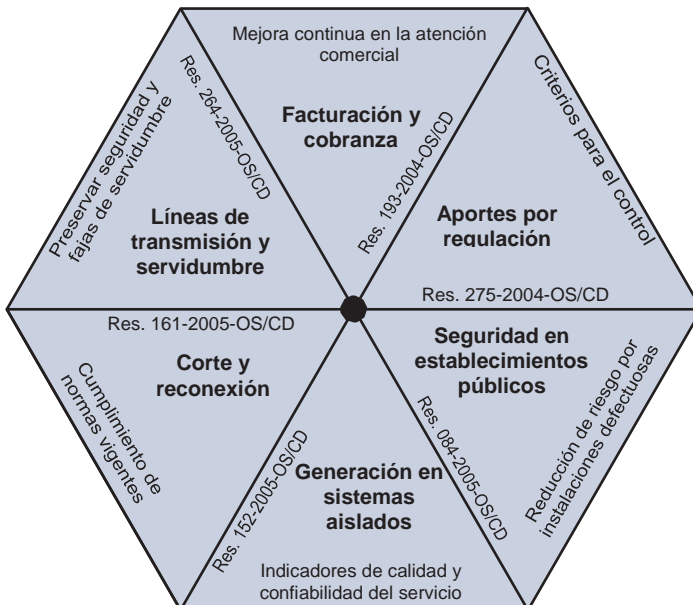 Mejora continua en la atención
comercial
Facturación y
cobranza
Res. 193-2004-OS/CD
Criterios para el control
Aportes por
regulación
Res. 275-2004-OS/CD
Seguridad en
establecimientos
públicos
Reducción de riesgo por
instalaciones defectuosas
Res. 084-2005-OS/CD
Generación en
sistemas
aislados
Indicadores de calidad y
confiabilidad del servicio
Res. 152-2005-OS/CD
Corte y
reconexión
Cumplimiento de
normas vigentes
Res. 161-2005-OS/CD
Líneas de
transmisión y
servidumbre
Preservar seguridad y
fajas de servidumbre
Res. 264-2005-OS/CD